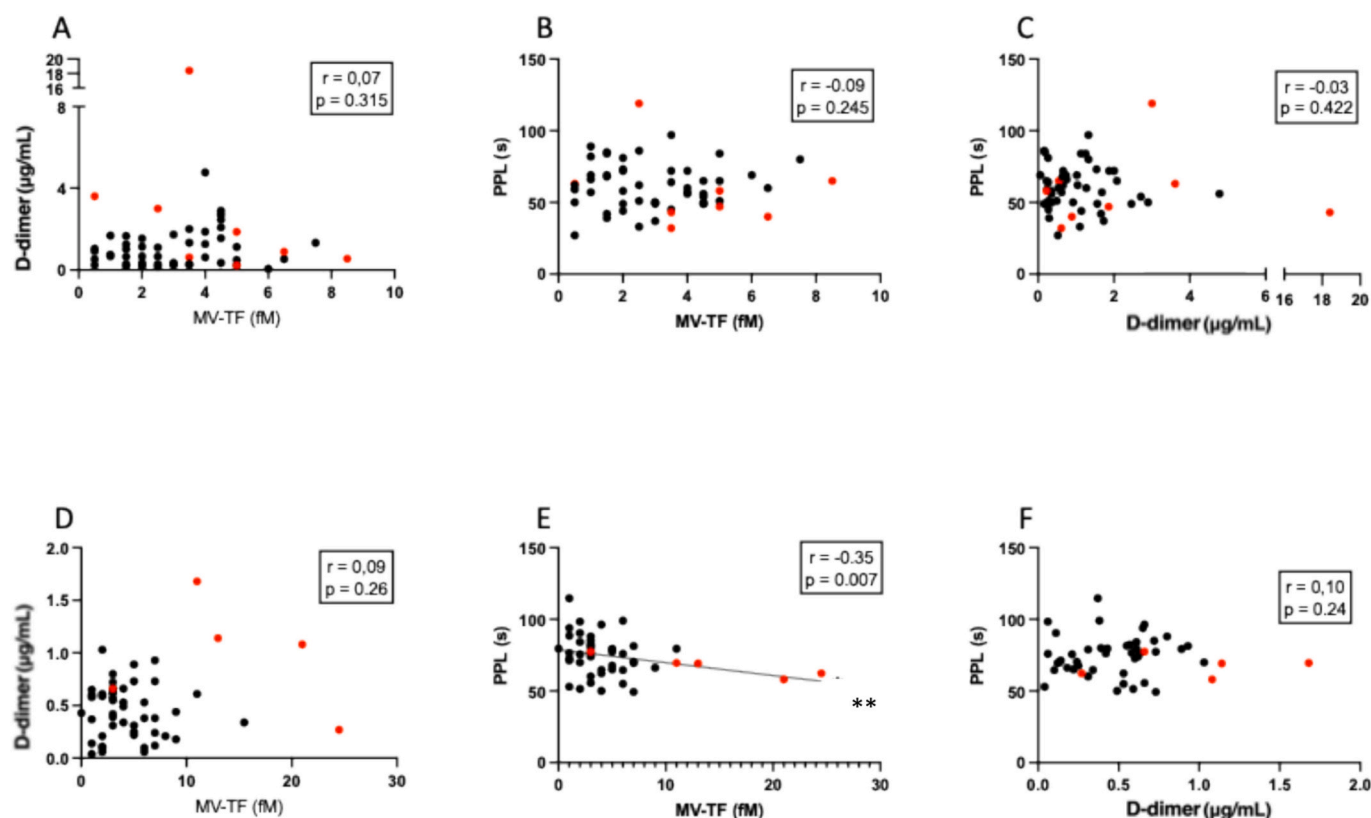 A
20
18
16
8
4
0
D-dimer (µg/mL)
r = 0,07
p = 0.315
0 2 4 6 8 10
MV-TF (fM)
B
150
100
50
0
PPL (s)
r = -0.09
p = 0.245
0 2 4 6 8 10
MV-TF (fM)
C
150
100
50
0
PPL (s)
r = -0.03
p = 0.422
0 2 4 6 16 18 20
D-dimer (µg/mL)
D
2.0
1.5
1.0
0.5
0.0
D-dimer (µg/mL)
r = 0,09
p = 0.26
0 10 20 30
MV-TF (fM)
E
150
100
50
0
PPL (s)
r = -0.35
p = 0.007
**
0 10 20 30
MV-TF (fM)
F
150
100
50
0
PPL (s)
r = 0,10
p = 0.24
0.0 0.5 1.0 1.5 2.0
D-dimer (µg/mL)